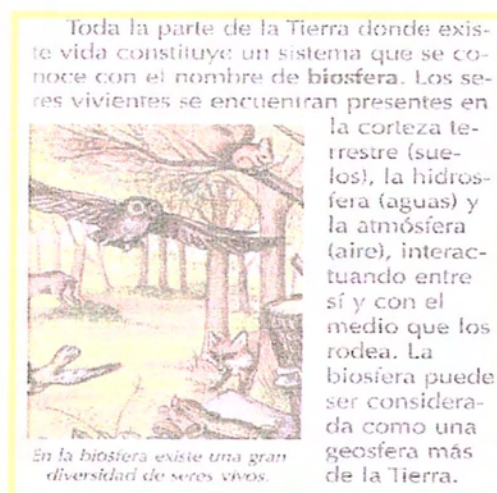 Toda la parte de la Tierra donde exis-
te vida constituye un sistema que se co-
noce con el nombre de biosfera. Los se-
res vivientes se encuentran presentes en
la corteza te-
rrestre (sue-
los), la hidros-
fera (aguas) y
la atmósfera
(aire), interac-
tuando entre
sí y con el
medio que los
rodea. La
biosfera puede
ser considera-
da como una
geosfera más
de la Tierra.
En la biosfera existe una gran
diversidad de seres vivos.